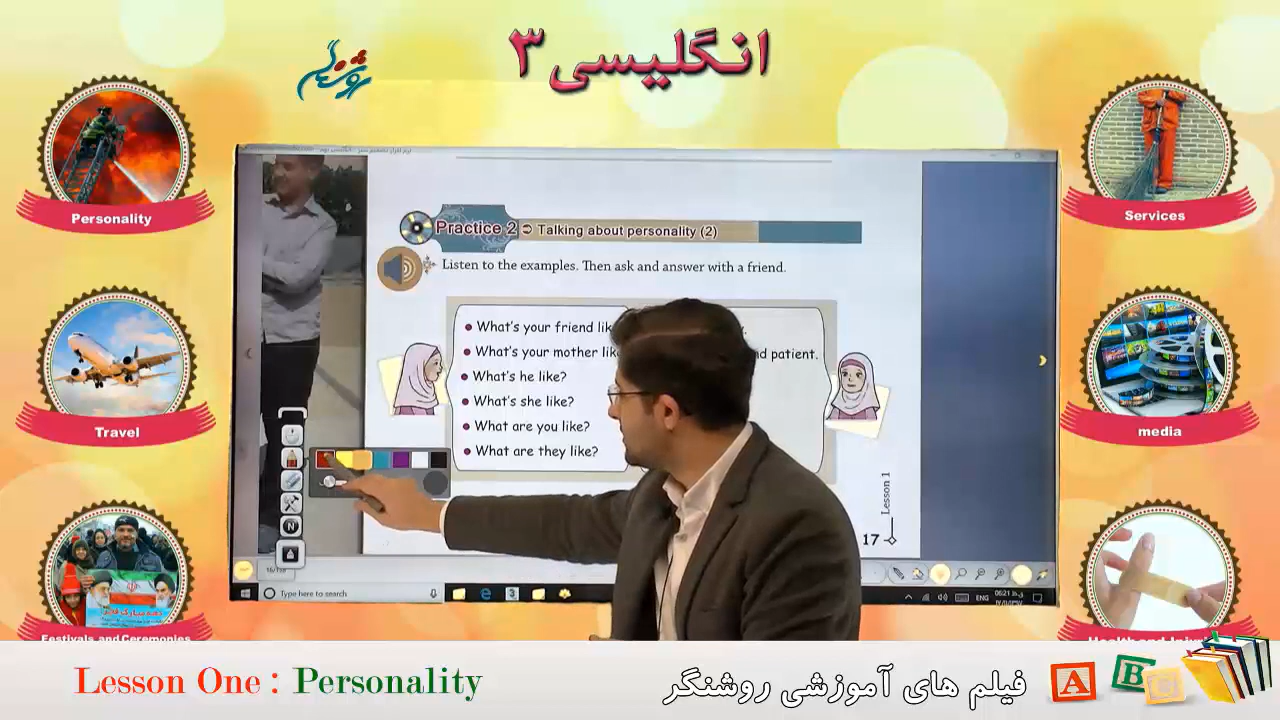 انگلیسی ۳
روشنگر
Personality
Travel
Festivals and Ceremonies
Services
media
Practice 2 Talking about personality (2)
Listen to the examples. Then ask and answer with a friend.
What's your friend
What's your mother
What's he like?
What's she like?
What are you like?
What are they like?
patient.
Lesson 1
17
Type here to search
ENG
Lesson One : Personality
فیلم های آموزشی روشنگر
A
B
C
N